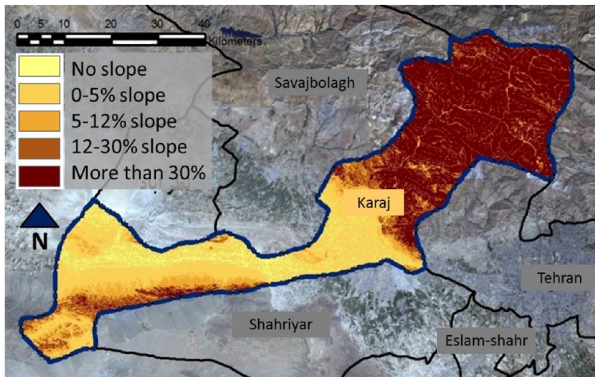 0 5 10 20 30 40
Kilometers
No slope
0-5% slope
5-12% slope
12-30% slope
More than 30%
N
Savajbolagh
Karaj
Tehran
Shahriyar
Eslam-shahr